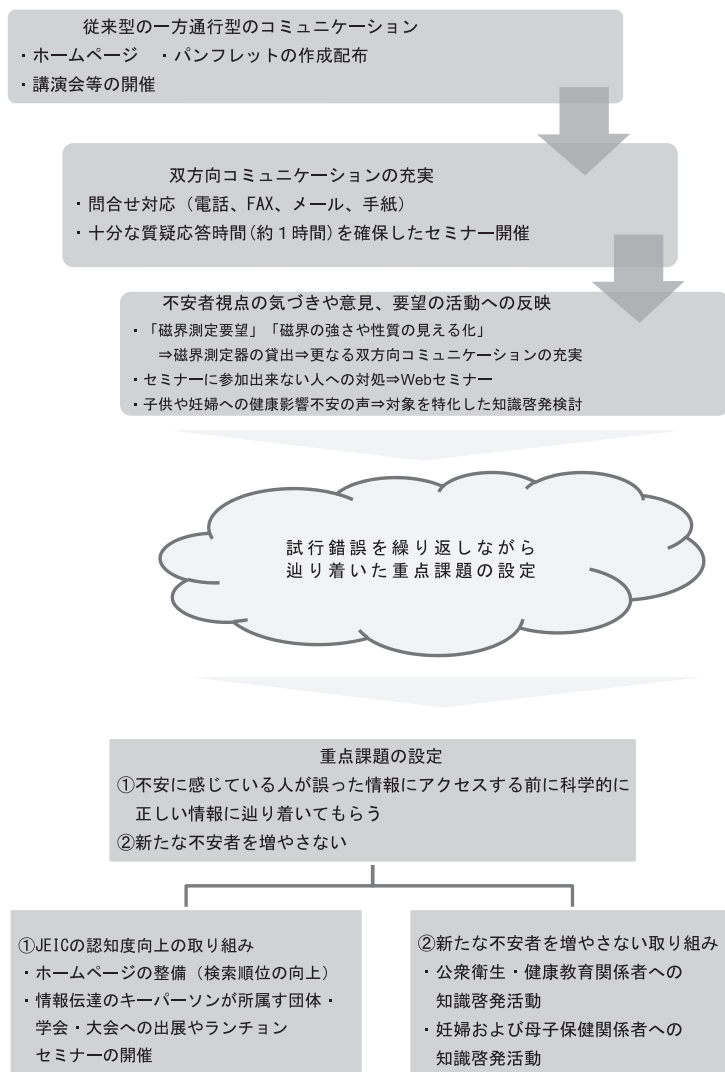 従来型の一方通行型のコミュニケーション
・ホームページ ・パンフレットの作成配布
・講演会等の開催
双方向コミュニケーションの充実
・問合せ対応（電話、FAX、メール、手紙）
・十分な質疑応答時間(約１時間)を確保したセミナー開催
不安者視点の気づきや意見、要望の活動への反映
・「磁界測定要望」「磁界の強さや性質の見える化」
⇒磁界測定器の貸出⇒更なる双方向コミュニケーションの充実
・セミナーに参加出来ない人への対処⇒Webセミナー
・子供や妊婦への健康影響不安の声⇒対象を特化した知識啓発検討
試行錯誤を繰り返しながら
辿り着いた重点課題の設定
重点課題の設定
①不安に感じている人が誤った情報にアクセスする前に科学的に
正しい情報に辿り着いてもらう
②新たな不安者を増やさない
①JEICの認知度向上の取り組み
・ホームページの整備（検索順位の向上）
・情報伝達のキーパーソンが所属す団体・
学会・大会への出展やランチョン
セミナーの開催
②新たな不安者を増やさない取り組み
・公衆衛生・健康教育関係者への
知識啓発活動
・妊婦および母子保健関係者への
知識啓発活動